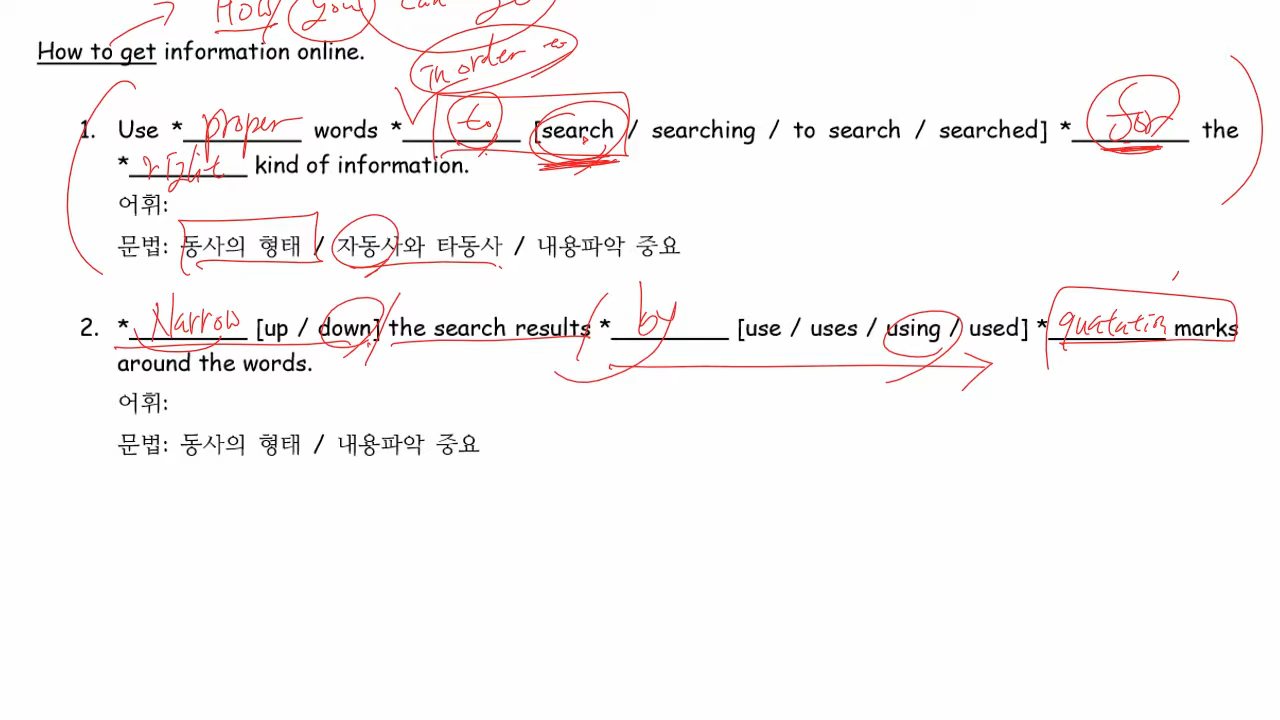 How you can
How to get information online.
in order to
1. Use * proper words * to [search / searching / to search / searched] * for the
* right kind of information.
어휘:
문법: 동사의 형태 / 자동사와 타동사 / 내용파악 중요
2. * Narrow [up / down] the search results * by [use / uses / using / used] * quotation marks
around the words.
어휘:
문법: 동사의 형태 / 내용파악 중요